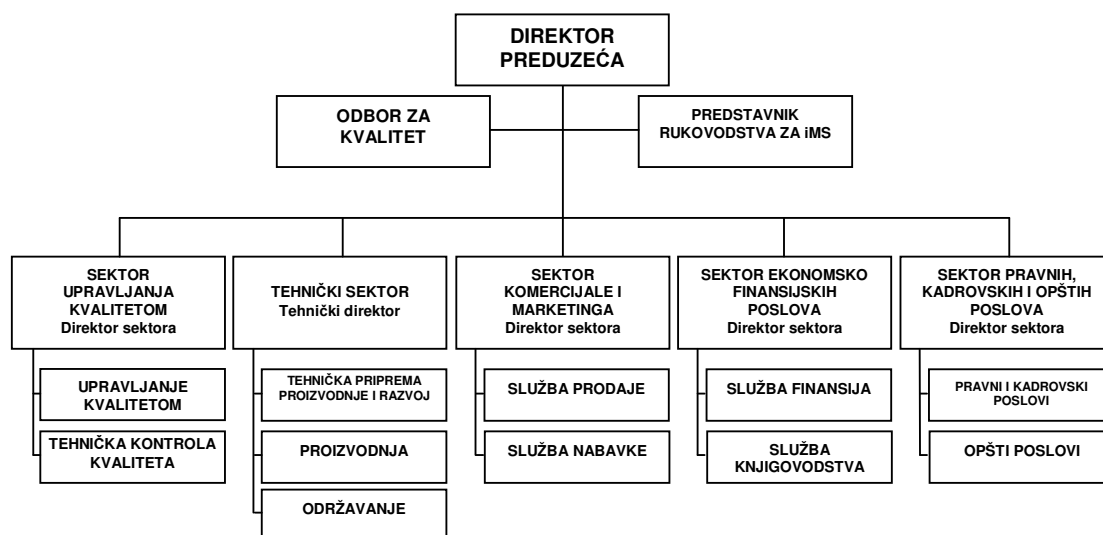 DIREKTOR
PREDUZEĆA
ODBOR ZA
KVALITET
PREDSTAVNIK
RUKOVODSTVA ZA iMS
SEKTOR
UPRAVLJANJA
KVALITETOM
Direktor sektora
TEHNIČKI SEKTOR
Tehnički direktor
SEKTOR
KOMERCIJALE I
MARKETINGA
Direktor sektora
SEKTOR EKONOMSKO
FINANSIJSKIH
POSLOVA
Direktor sektora
SEKTOR PRAVNIH,
KADROVSKIH I OPŠTIH
POSLOVA
Direktor sektora
UPRAVLJANJE
KVALITETOM
TEHNIČKA KONTROLA
KVALITETA
TEHNIČKA PRIPREMA
PROIZVODNJE I RAZVOJ
PROIZVODNJA
ODRŽAVANJE
SLUŽBA PRODAJE
SLUŽBA NABAVKE
SLUŽBA FINANSIJA
SLUŽBA
KNJIGOVODSTVA
PRAVNI I KADROVSKI
POSLOVI
OPŠTI POSLOVI